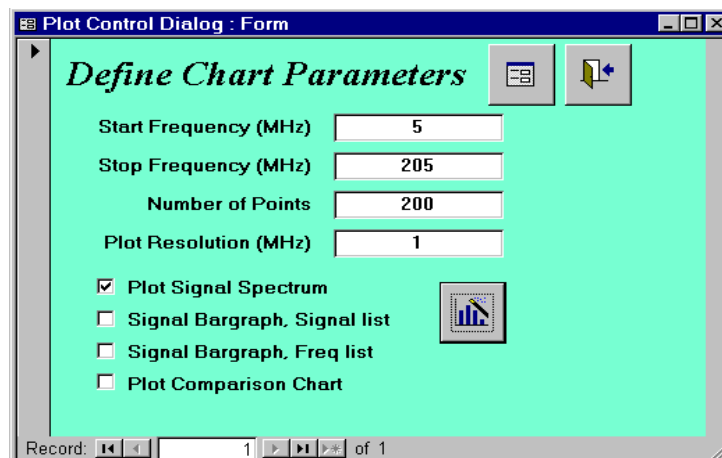 Plot Control Dialog : Form
Define Chart Parameters
Start Frequency (MHz) 5
Stop Frequency (MHz) 205
Number of Points 200
Plot Resolution (MHz) 1
Plot Signal Spectrum
Signal Bargraph, Signal list
Signal Bargraph, Freq list
Plot Comparison Chart
Record: 1 of 1